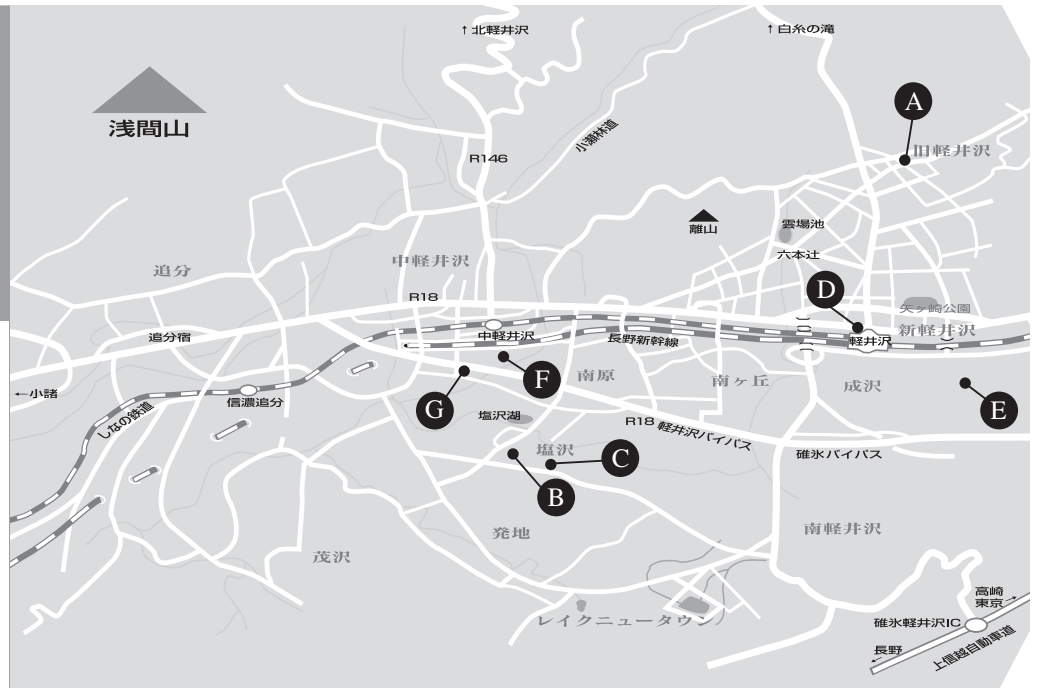 ↑北軽井沢
↑白糸の滝
A
浅間山
小瀬林道
旧軽井沢
R146
離山
雲場池
六本辻
追分
中軽井沢
D
R18
矢ヶ崎公園
新軽井沢
追分宿
中軽井沢
長野新幹線
軽井沢
←小諸
信濃追分
しなの鉄道
F
南原
南ヶ丘
成沢
G
E
塩沢湖
R18 軽井沢バイパス
塩沢
C
碓氷バイパス
B
発地
南軽井沢
茂沢
レイクニュータウン
高崎
東京
碓氷軽井沢IC
長野
上信越自動車道